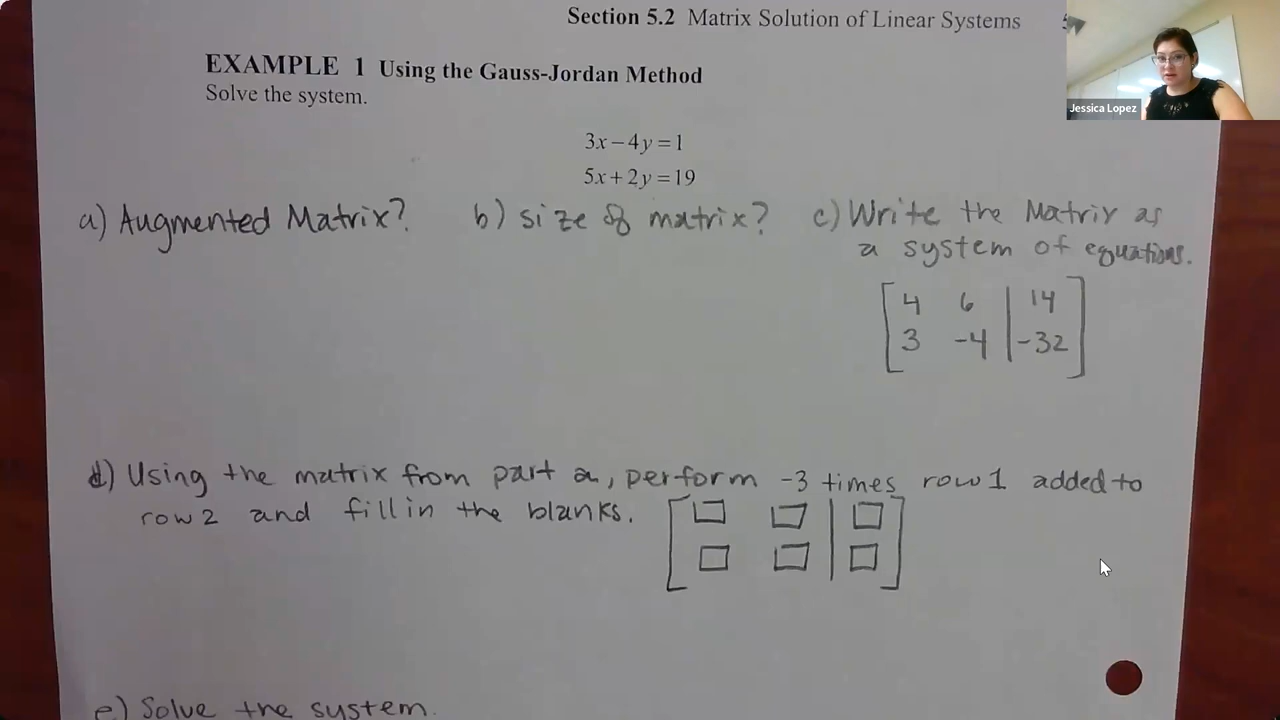 Section 5.2 Matrix Solution of Linear Systems
Jessica Lopez
EXAMPLE 1 Using the Gauss-Jordan Method
Solve the system.
3x − 4y = 1
5x + 2y = 19
a) Augmented Matrix?
b) size of matrix?
c) Write the Matrix as
a system of equations.
[ 4 6 | 14 ]
[ 3 -4 | -32 ]
d) Using the matrix from part a, perform -3 times row 1 added to
row 2 and fill in the blanks.
e) Solve the system.